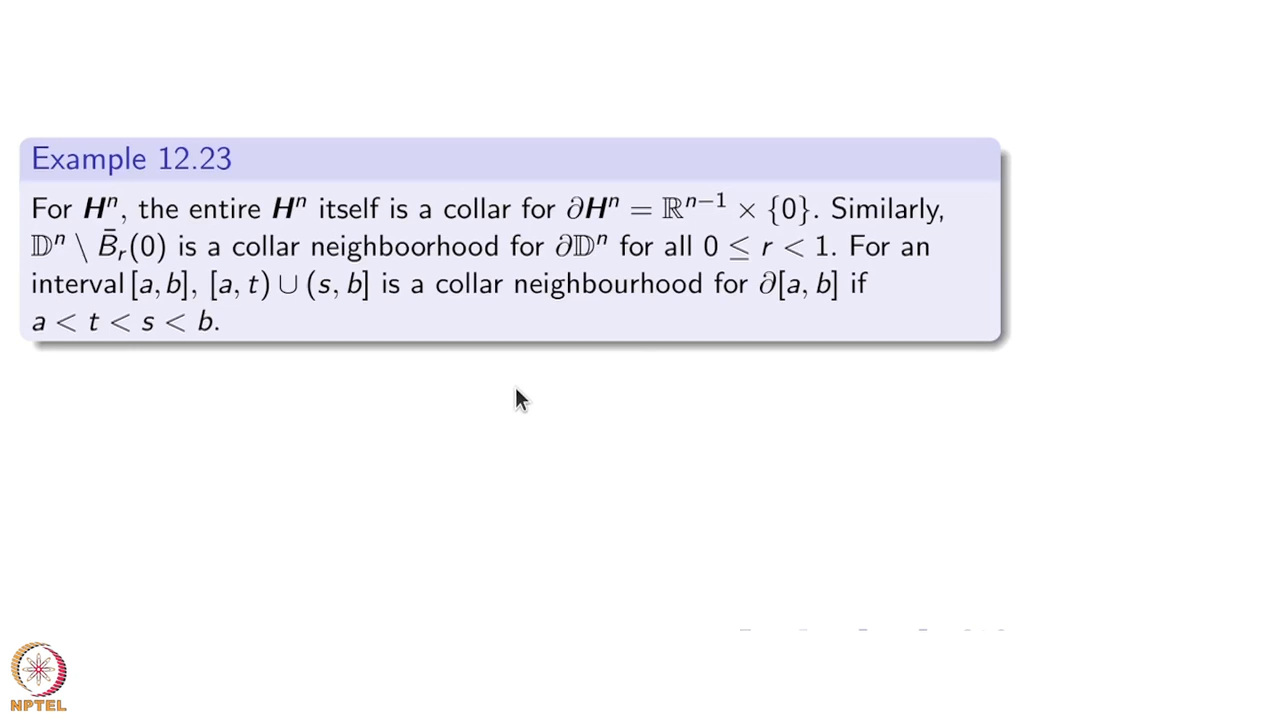 Example 12.23
For Hⁿ, the entire Hⁿ itself is a collar for ∂Hⁿ = ℝⁿ⁻¹ × {0}. Similarly,
𝔻ⁿ \ B̄ᵣ(0) is a collar neighboorhood for ∂𝔻ⁿ for all 0 ≤ r < 1. For an
interval [a, b], [a, t) ∪ (s, b] is a collar neighbourhood for ∂[a, b] if
a < t < s < b.
NPTEL